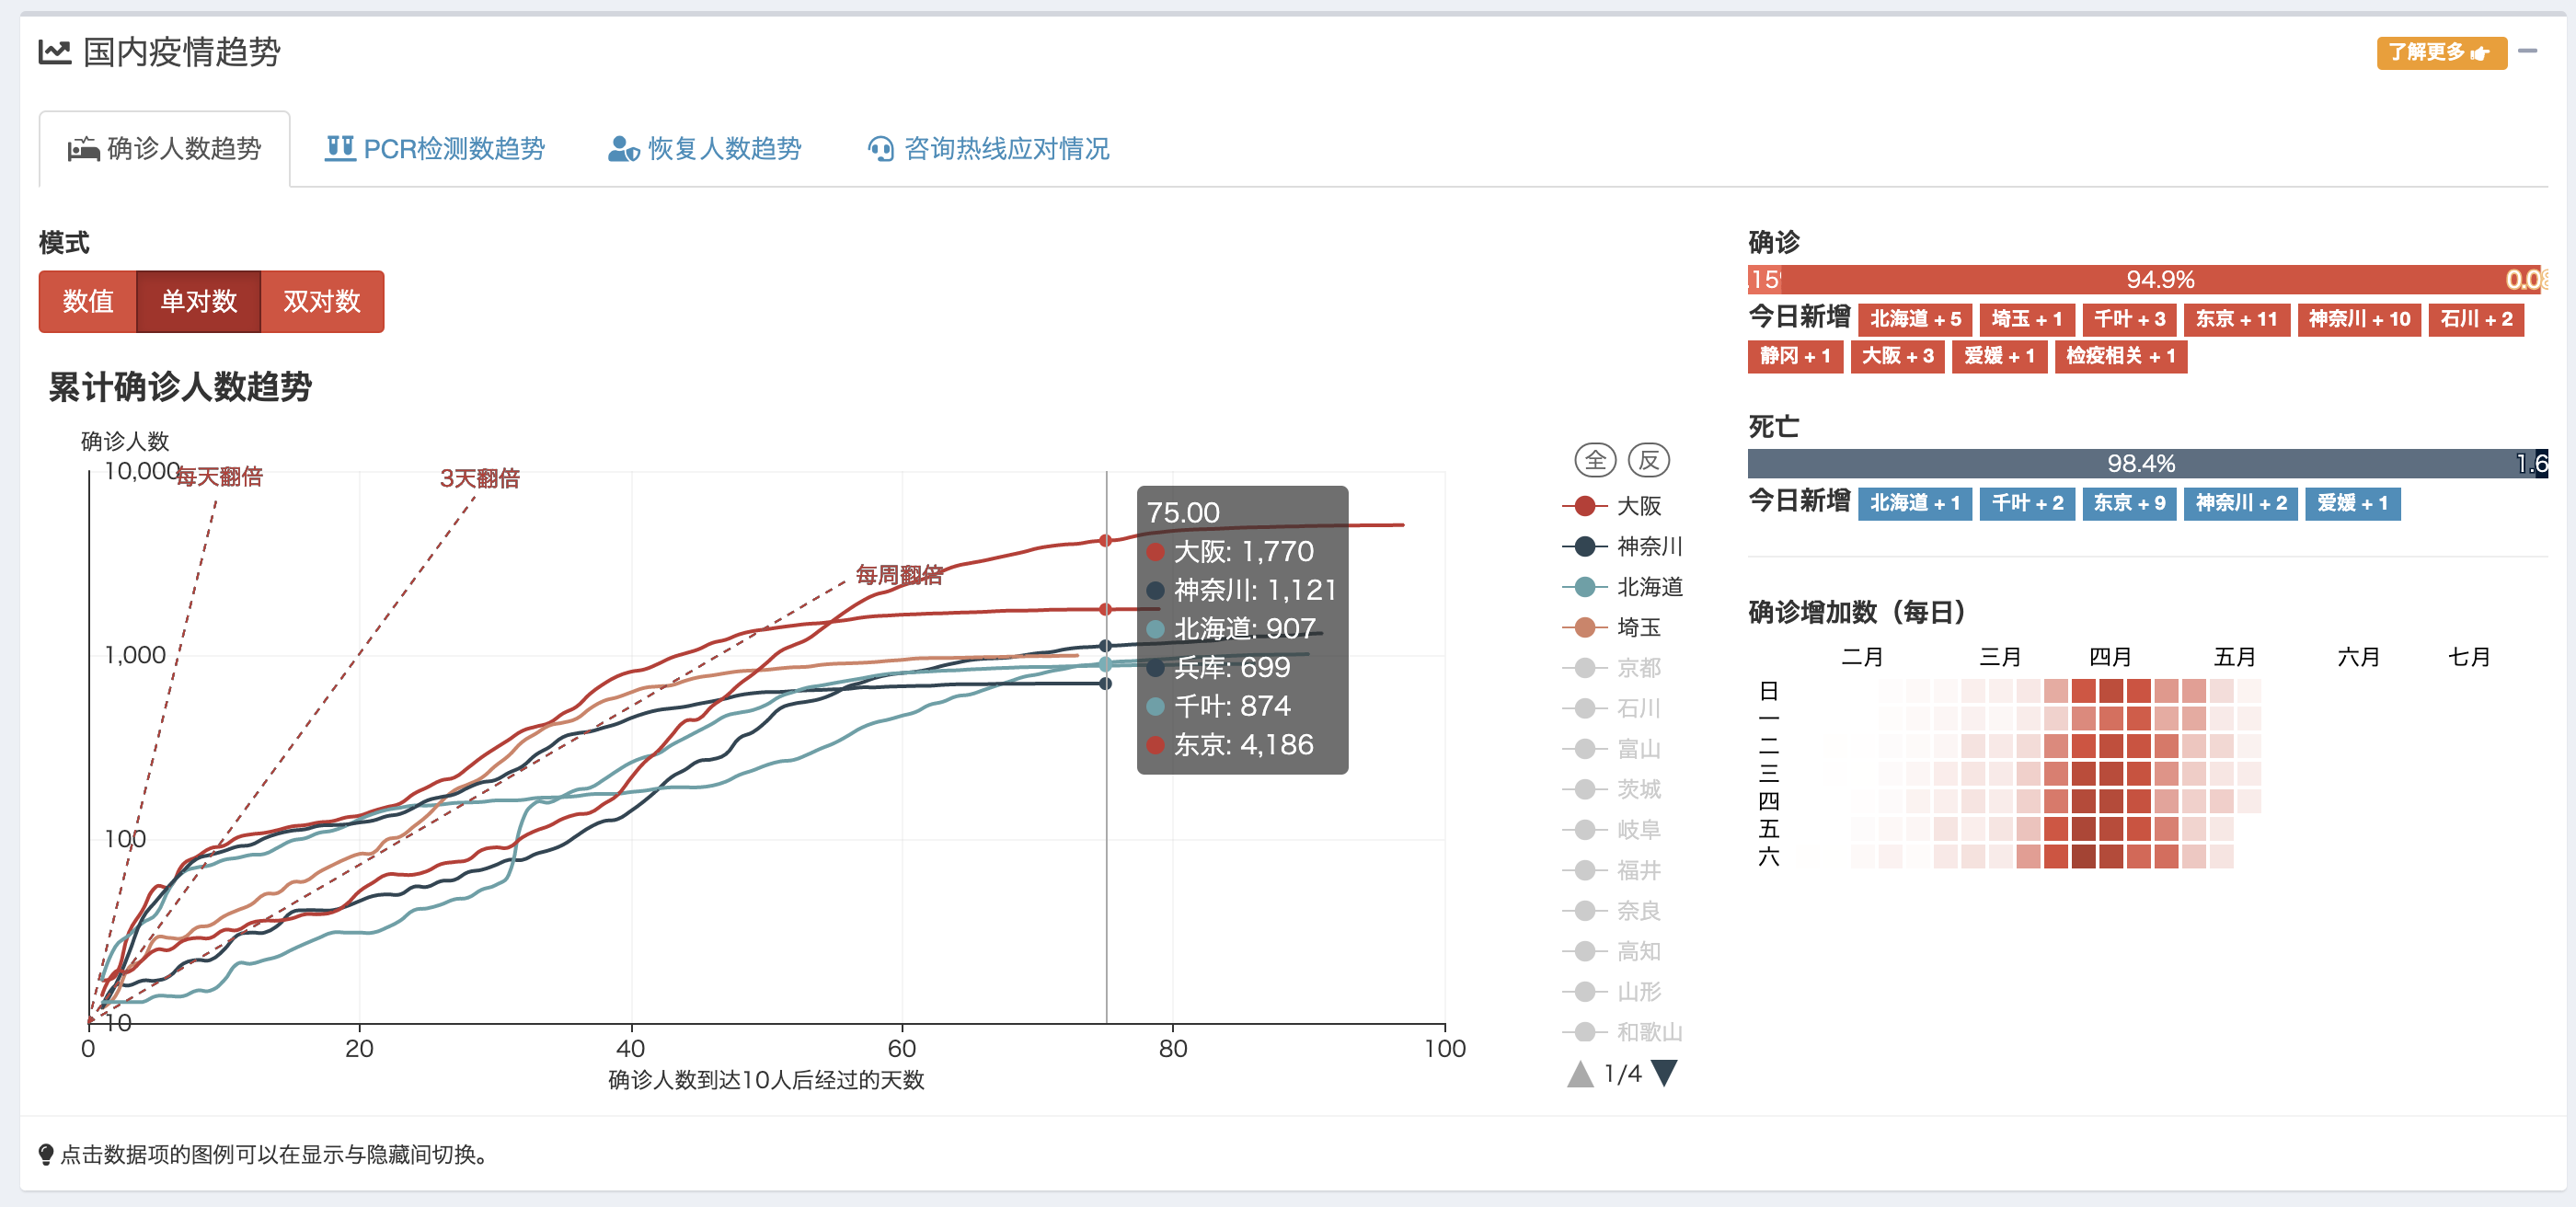 国内疫情趋势
了解更多
确诊人数趋势
PCR检测数趋势
恢复人数趋势
咨询热线应对情况
模式
数值
单对数
双对数
累计确诊人数趋势
确诊人数
10,000
1,000
100
10
每天翻倍
3天翻倍
每周翻倍
75.00
大阪: 1,770
神奈川: 1,121
北海道: 907
兵库: 699
千叶: 874
东京: 4,186
0
20
40
60
80
100
确诊人数到达10人后经过的天数
全
反
大阪
神奈川
北海道
埼玉
京都
石川
富山
茨城
岐阜
福井
奈良
高知
山形
和歌山
1/4
确诊
.15
94.9%
0.0
今日新增 北海道 + 5 埼玉 + 1 千叶 + 3 东京 + 11 神奈川 + 10 石川 + 2
静冈 + 1 大阪 + 3 爱媛 + 1 检疫相关 + 1
死亡
98.4%
1.6
今日新增 北海道 + 1 千叶 + 2 东京 + 9 神奈川 + 2 爱媛 + 1
确诊增加数（每日）
二月 三月 四月 五月 六月 七月
日
一
二
三
四
五
六
点击数据项的图例可以在显示与隐藏间切换。